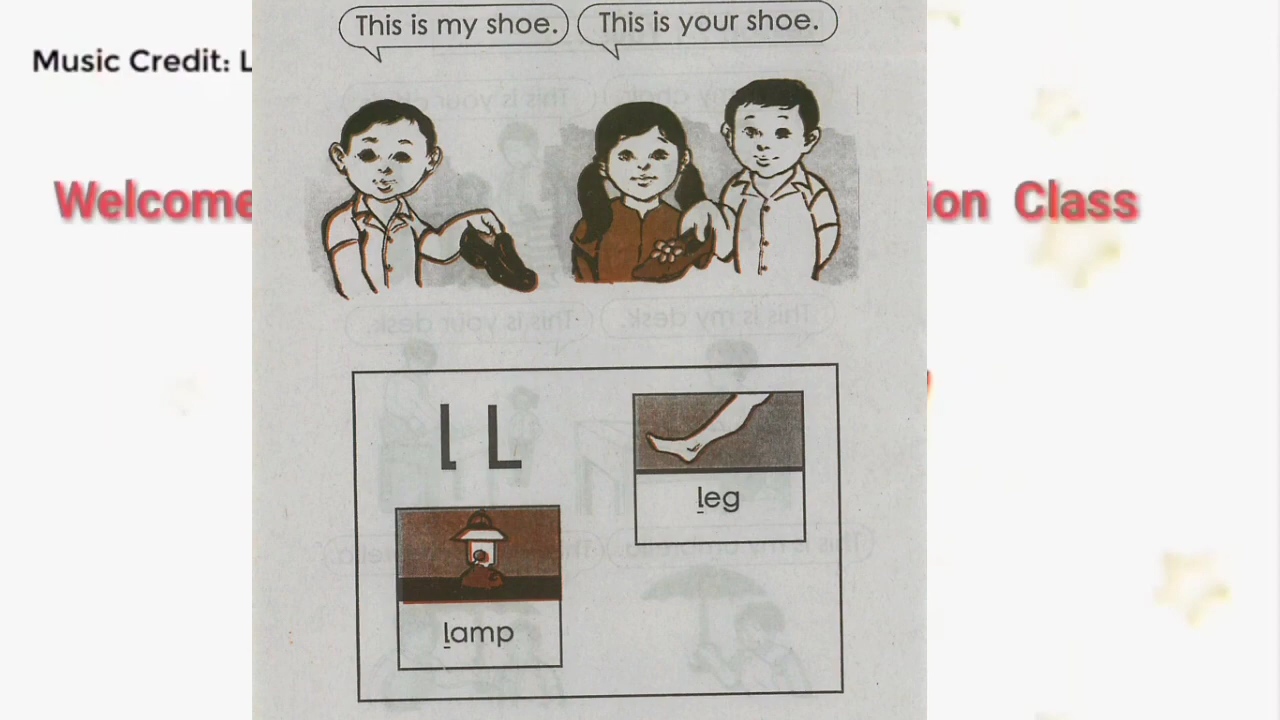 This is my shoe.
This is your shoe.
Music Credit: L
Welcome
ion Class
l L
leg
lamp